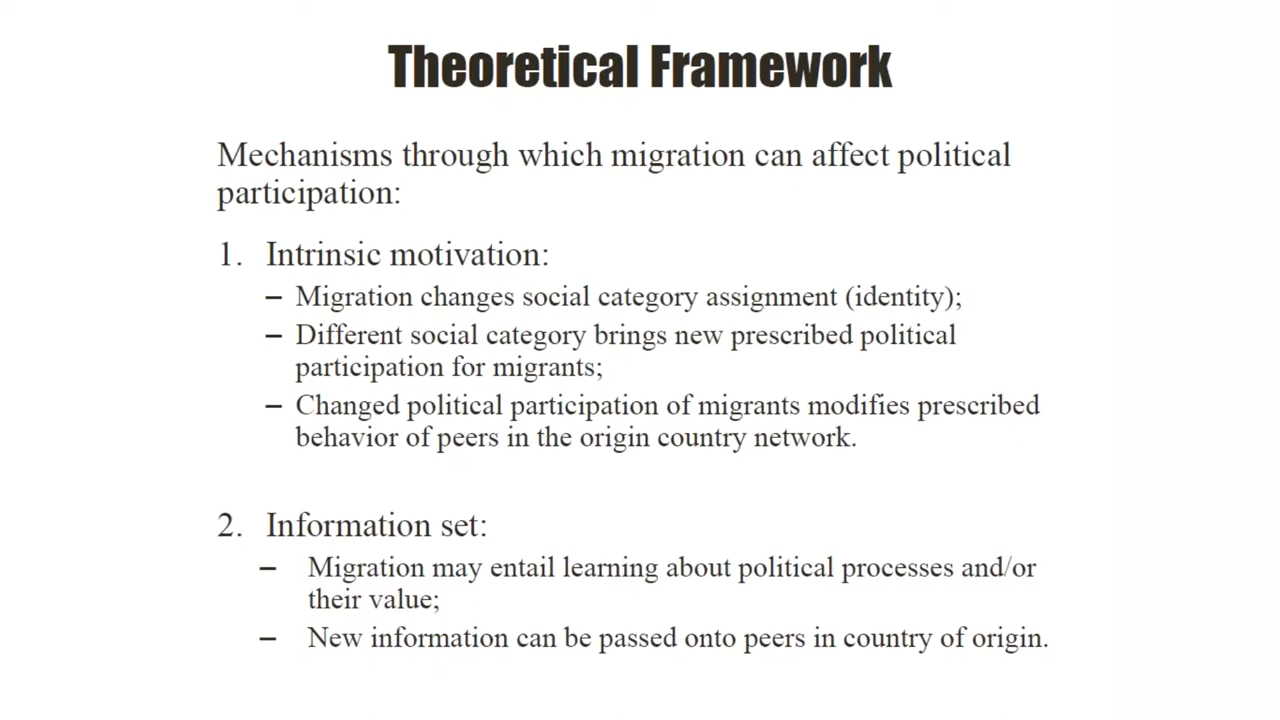 Theoretical Framework
Mechanisms through which migration can affect political
participation:
1. Intrinsic motivation:
– Migration changes social category assignment (identity);
– Different social category brings new prescribed political
participation for migrants;
– Changed political participation of migrants modifies prescribed
behavior of peers in the origin country network.
2. Information set:
– Migration may entail learning about political processes and/or
their value;
– New information can be passed onto peers in country of origin.